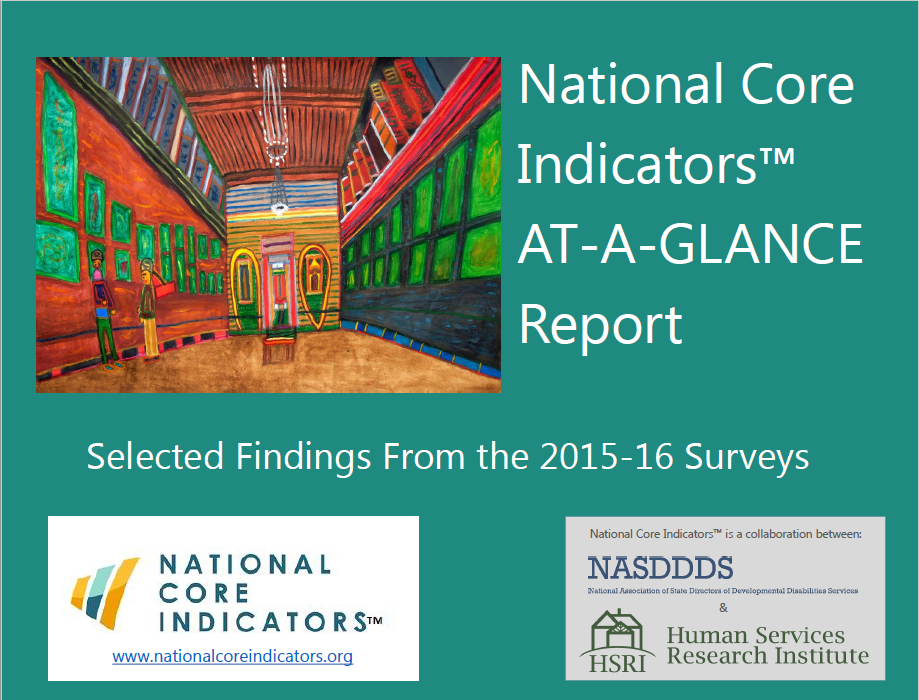 National Core
Indicators™
AT-A-GLANCE
Report
Selected Findings From the 2015-16 Surveys
NATIONAL
CORE
INDICATORS™
www.nationalcoreindicators.org
National Core Indicators™ is a collaboration between:
NASDDDS
National Association of State Directors of Developmental Disabilities Services
&
HSRI
Human Services
Research Institute